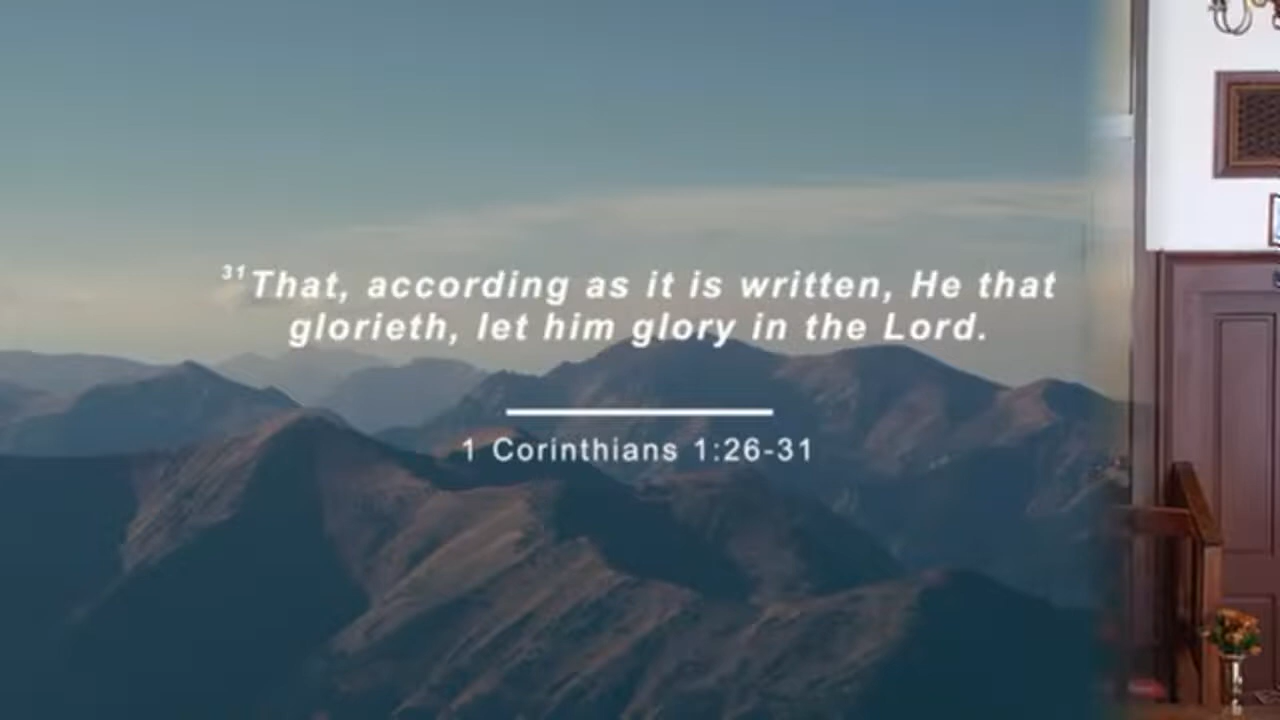 ³¹That, according as it is written, He that
glorieth, let him glory in the Lord.
1 Corinthians 1:26-31